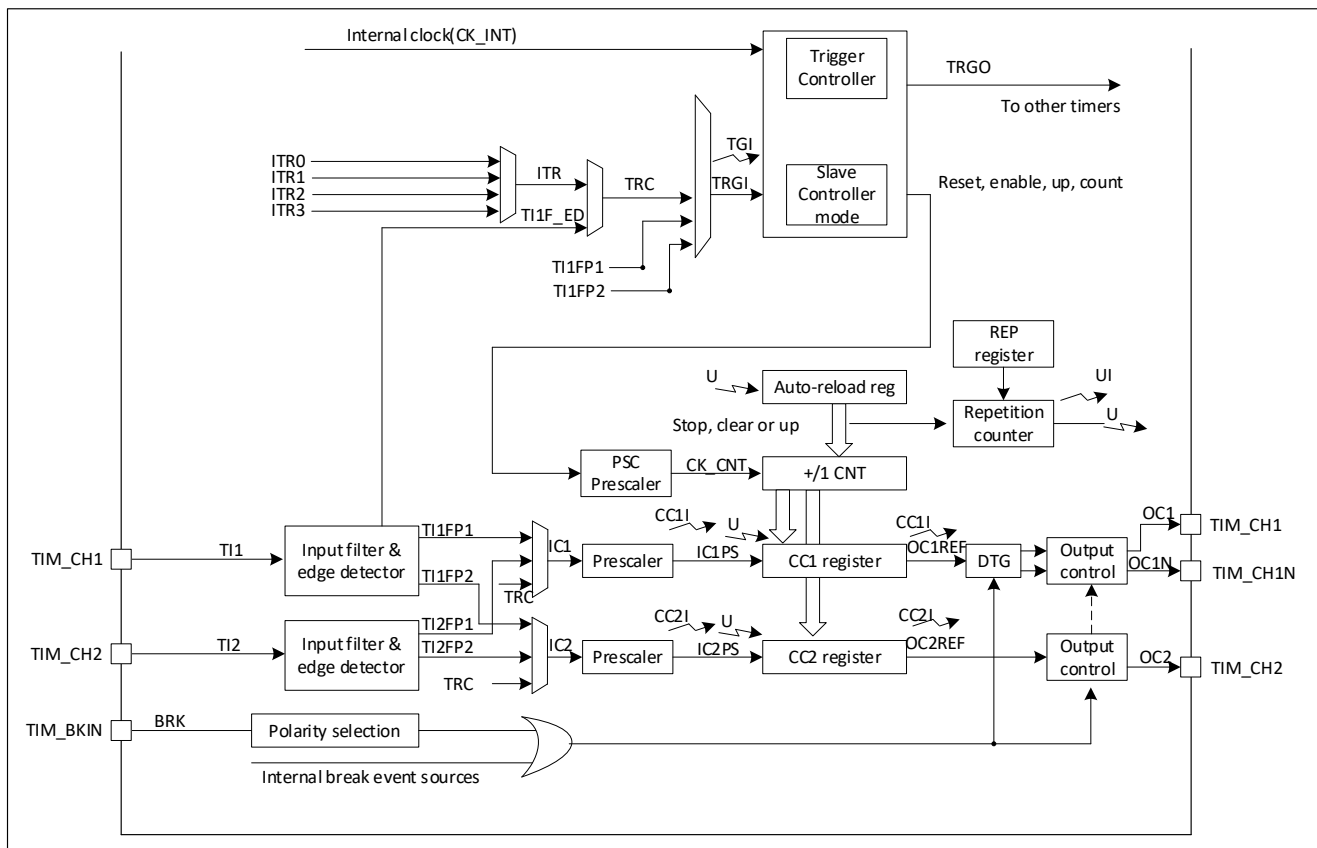 Internal clock(CK_INT)
Trigger
Controller
TRGO
To other timers
TGI
ITR0
ITR1
ITR2
ITR3
ITR
TI1F_ED
TRC
TRGI
Slave
Controller
mode
Reset, enable, up, count
TI1FP1
TI1FP2
REP
register
U
Auto-reload reg
UI
Repetition
counter
U
Stop, clear or up
PSC
Prescaler
CK_CNT
+/1 CNT
TIM_CH1
TI1
Input filter &
edge detector
TI1FP1
TI1FP2
TRC
IC1
Prescaler
CC1I
U
IC1PS
CC1 register
CC1I
OC1REF
DTG
Output
control
OC1
TIM_CH1
OC1N
TIM_CH1N
TIM_CH2
TI2
Input filter &
edge detector
TI2FP1
TI2FP2
TRC
IC2
Prescaler
CC2I
U
IC2PS
CC2 register
CC2I
OC2REF
Output
control
OC2
TIM_CH2
TIM_BKIN
BRK
Polarity selection
Internal break event sources